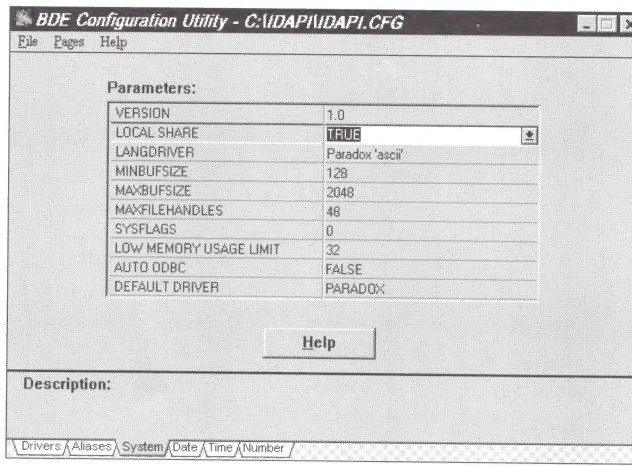 BDE Configuration Utility - C:\IDAPI\IDAPI.CFG
File Pages Help
Parameters:
VERSION 1.0
LOCAL SHARE TRUE
LANGDRIVER Paradox 'ascii'
MINBUFSIZE 128
MAXBUFSIZE 2048
MAXFILEHANDLES 48
SYSFLAGS 0
LOW MEMORY USAGE LIMIT 32
AUTO ODBC FALSE
DEFAULT DRIVER PARADOX
Help
Description:
Drivers Aliases System Date Time Number